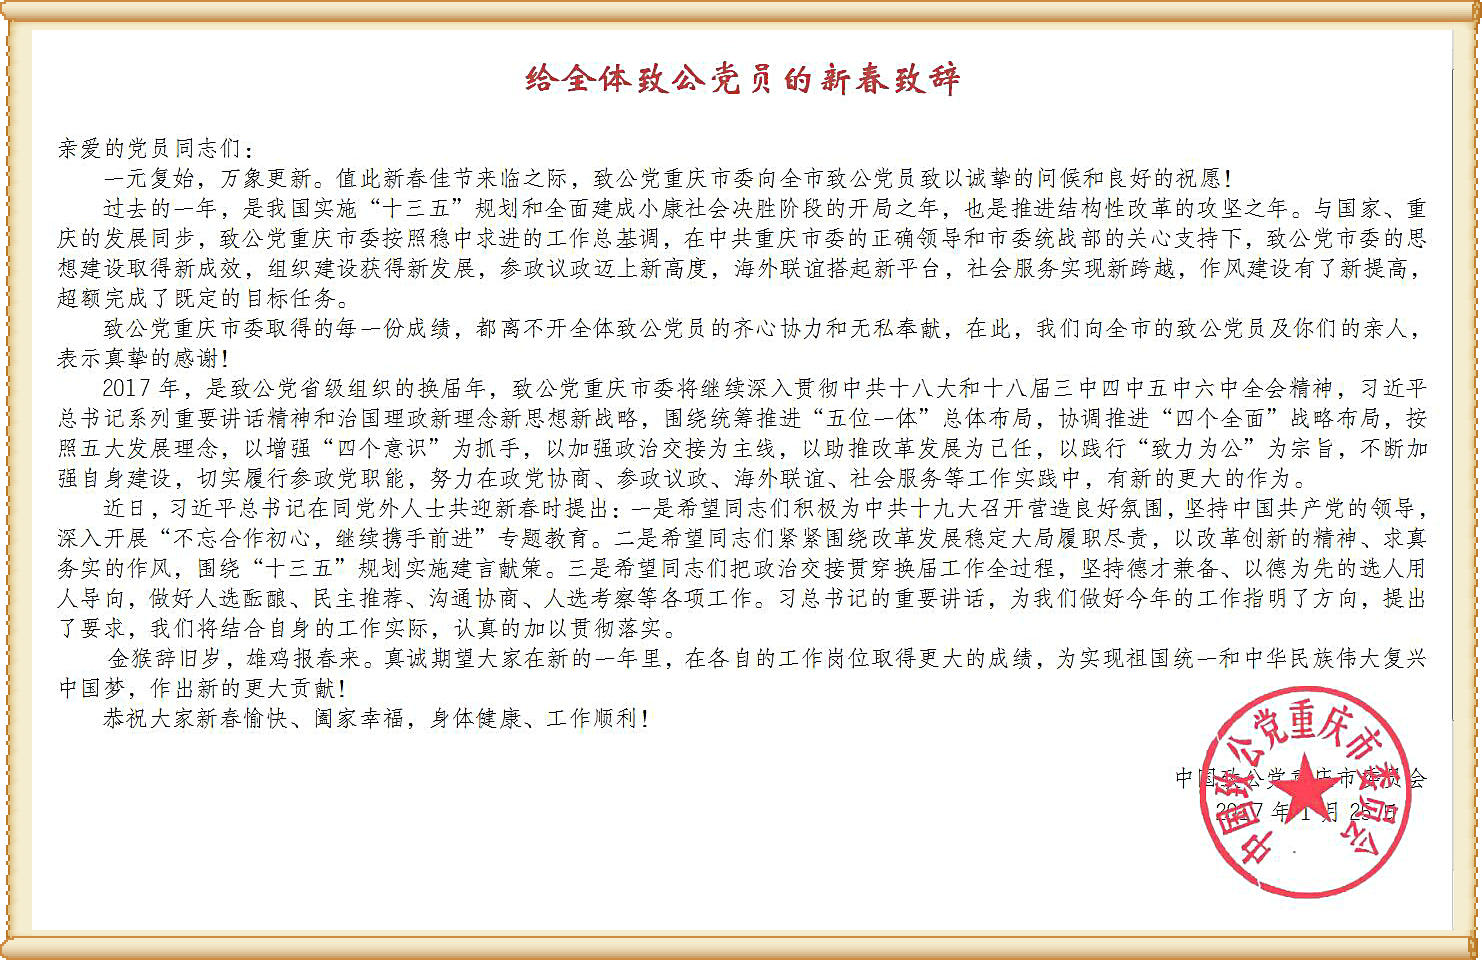 给全体致公党员的新春致辞
亲爱的党员同志们：
一元复始，万象更新。值此新春佳节来临之际，致公党重庆市委向全市致公党员致以诚挚的问候和良好的祝愿！
过去的一年，是我国实施“十三五”规划和全面建成小康社会决胜阶段的开局之年，也是推进结构性改革的攻坚之年。与国家、重
庆的发展同步，致公党重庆市委按照稳中求进的工作总基调，在中共重庆市委的正确领导和市委统战部的关心支持下，致公党市委的思
想建设取得新成效，组织建设获得新发展，参政议政迈上新高度，海外联谊搭起新平台，社会服务实现新跨越，作风建设有了新提高，
超额完成了既定的目标任务。
致公党重庆市委取得的每一份成绩，都离不开全体致公党员的齐心协力和无私奉献，在此，我们向全市的致公党员及你们的亲人，
表示真挚的感谢！
2017 年，是致公党省级组织的换届年，致公党重庆市委将继续深入贯彻中共十八大和十八届三中四中五中六中全会精神，习近平
总书记系列重要讲话精神和治国理政新理念新思想新战略，围绕统筹推进“五位一体”总体布局，协调推进“四个全面”战略布局，按
照五大发展理念，以增强“四个意识”为抓手，以加强政治交接为主线，以助推改革发展为己任，以践行“致力为公”为宗旨，不断加
强自身建设，切实履行参政党职能，努力在政党协商、参政议政、海外联谊、社会服务等工作实践中，有新的更大的作为。
近日，习近平总书记在同党外人士共迎新春时提出：一是希望同志们积极为中共十九大召开营造良好氛围，坚持中国共产党的领导，
深入开展“不忘合作初心，继续携手前进”专题教育。二是希望同志们紧紧围绕改革发展稳定大局履职尽责，以改革创新的精神、求真
务实的作风，围绕“十三五”规划实施建言献策。三是希望同志们把政治交接贯穿换届工作全过程，坚持德才兼备、以德为先的选人用
人导向，做好人选酝酿、民主推荐、沟通协商、人选考察等各项工作。习总书记的重要讲话，为我们做好今年的工作指明了方向，提出
了要求，我们将结合自身的工作实际，认真的加以贯彻落实。
金猴辞旧岁，雄鸡报春来。真诚期望大家在新的一年里，在各自的工作岗位取得更大的成绩，为实现祖国统一和中华民族伟大复兴
中国梦，作出新的更大贡献！
恭祝大家新春愉快、阖家幸福，身体健康、工作顺利！
中国致公党重庆市委员会
2017 年 1 月 25 日
中国致公党重庆市委员会